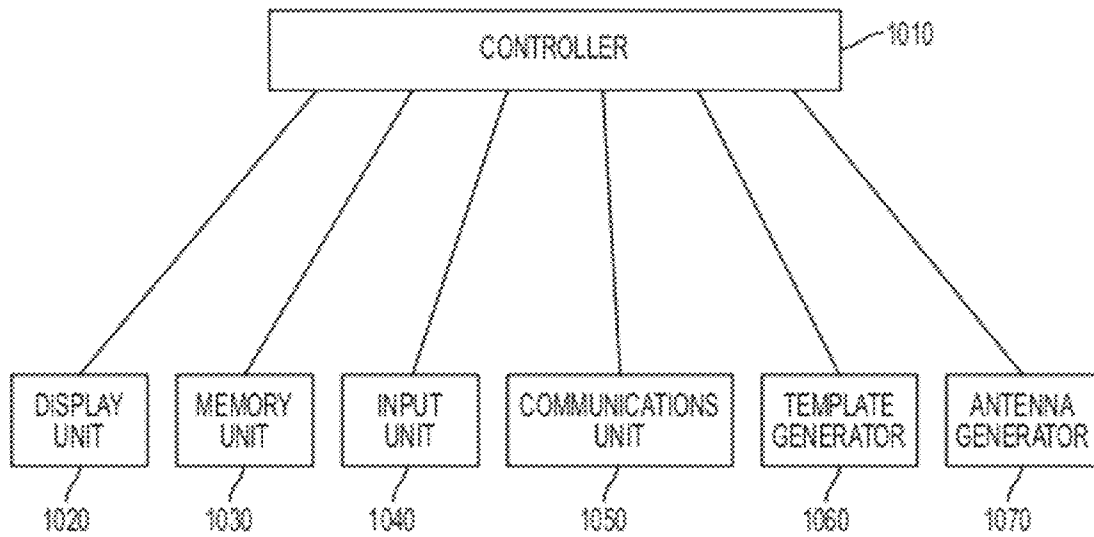 CONTROLLER
1010
DISPLAY
UNIT
MEMORY
UNIT
INPUT
UNIT
COMMUNICATIONS
UNIT
TEMPLATE
GENERATOR
ANTENNA
GENERATOR
1020
1030
1040
1050
1060
1070